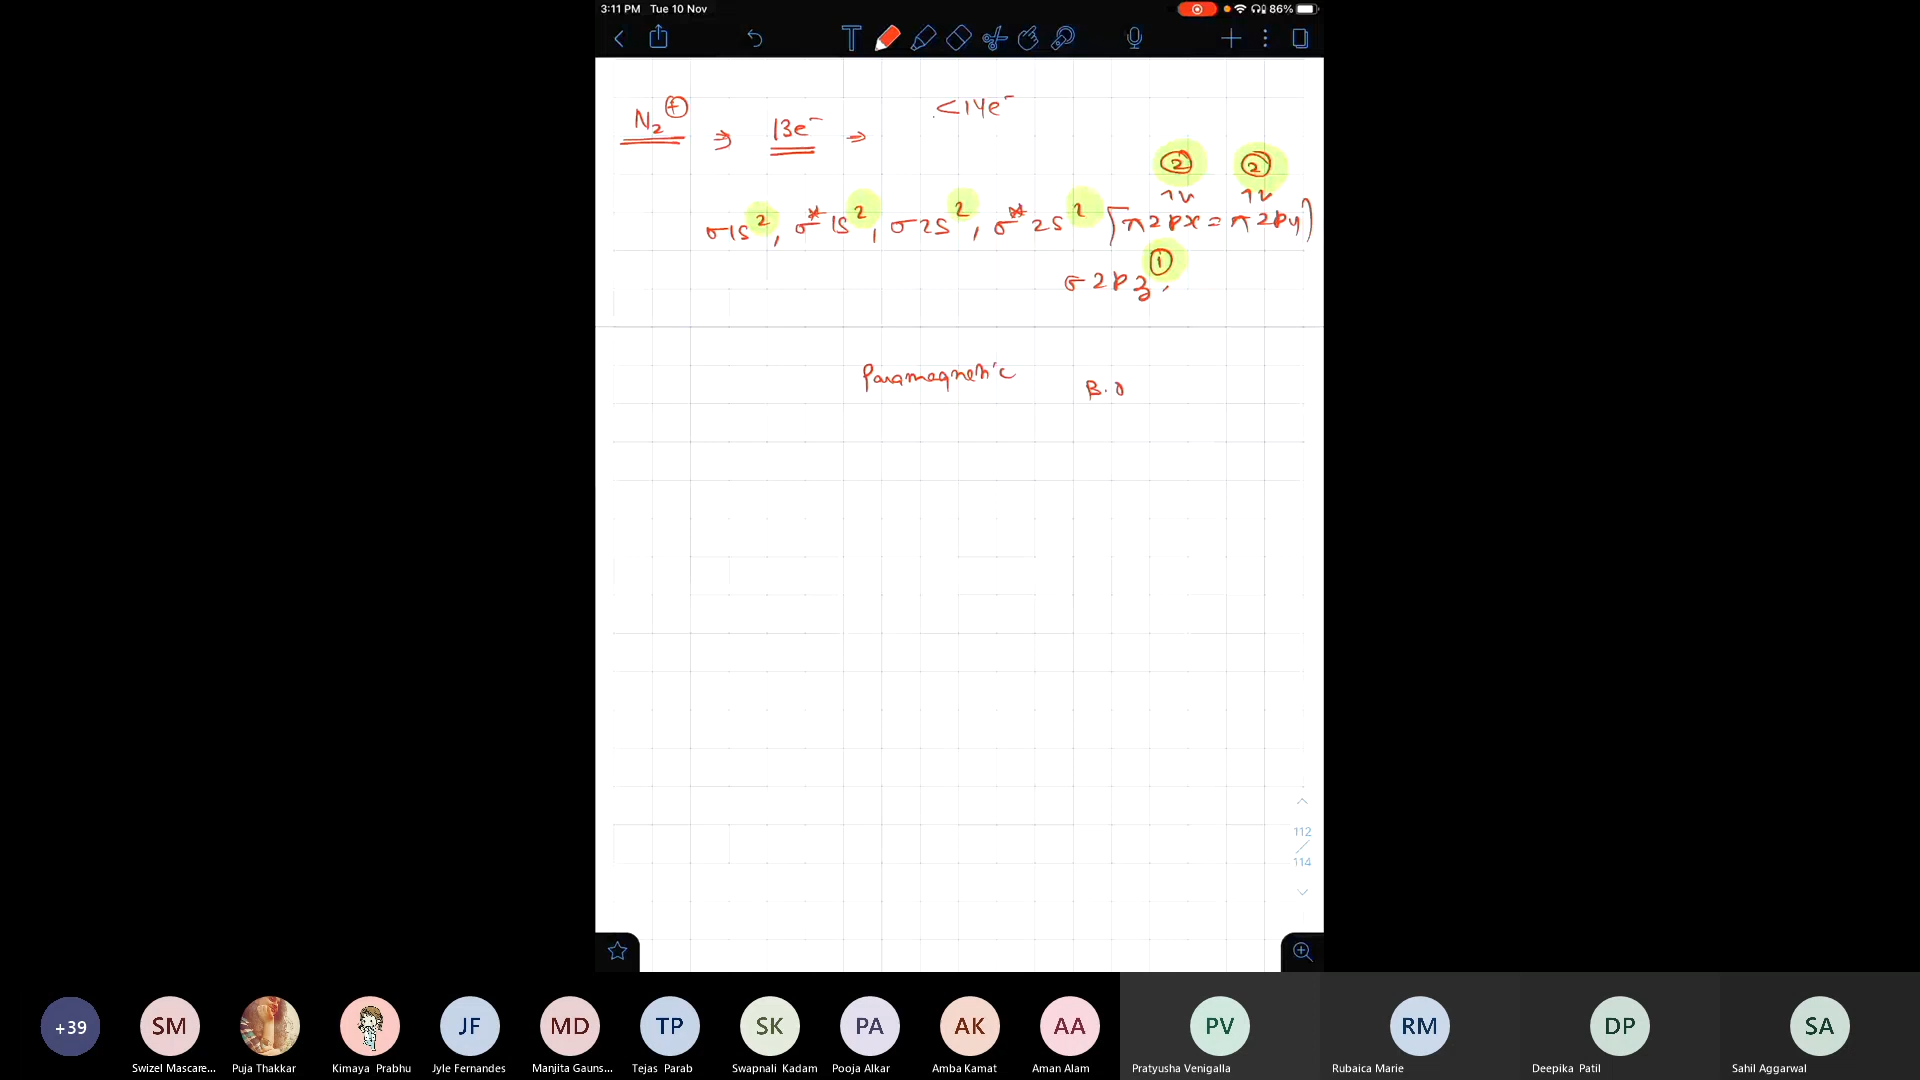 3:11 PM Tue 10 Nov 86%
<14e⁻
N₂⊕ ⇒ 13e⁻ ⇒
② ②
↿⇂ ↿⇂
σ1s², σ*1s², σ2s², σ*2s² (π2px = π2py)
σ2pz①,
Paramagnetic B.O
112
114
+39 SM JF MD TP SK PA AK AA PV RM DP SA
Swizel Mascare... Puja Thakkar Kimaya Prabhu Jyle Fernandes Manjita Gauns... Tejas Parab Swapnali Kadam Pooja Alkar Amba Kamat Aman Alam Pratyusha Venigalla Rubaica Marie Deepika Patil Sahil Aggarwal